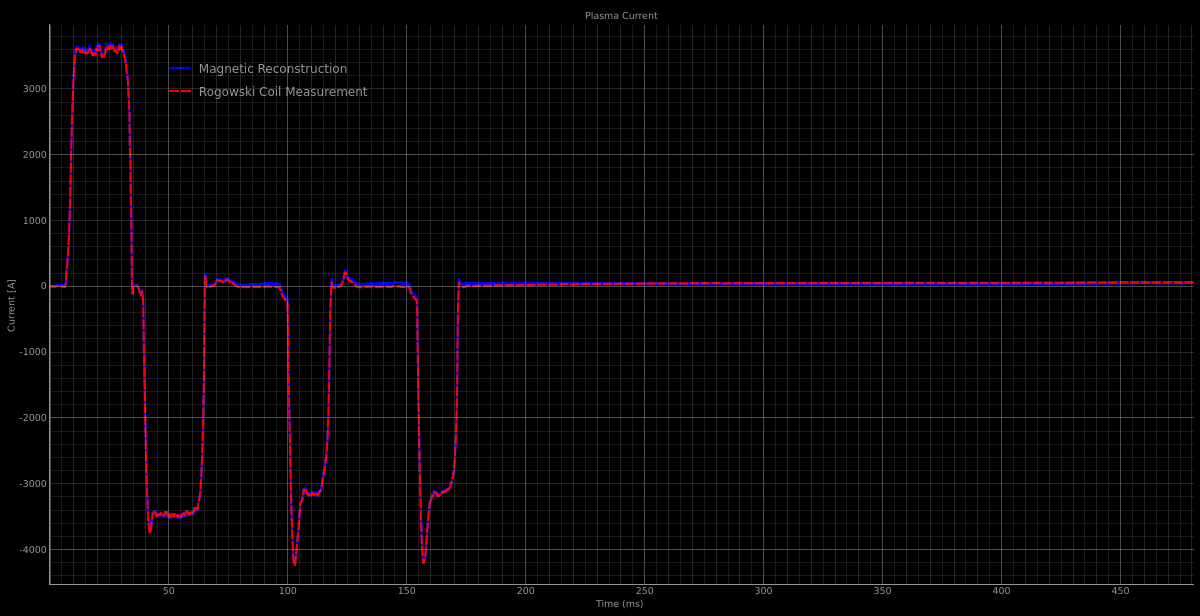 Plasma Current
Magnetic Reconstruction
Rogowski Coil Measurement
3000
2000
1000
0
-1000
-2000
-3000
-4000
Current [A]
50 100 150 200 250 300 350 400 450
Time (ms)